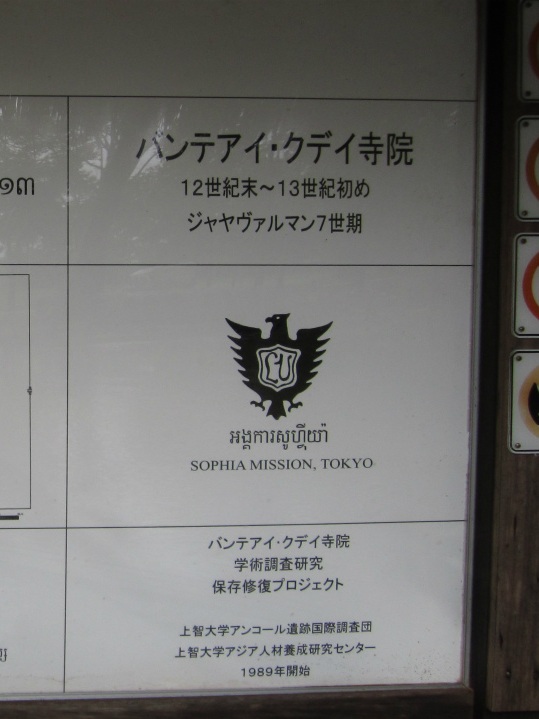 បាន១៣
バンテアイ・クデイ寺院
12世紀末〜13世紀初め
ジャヤヴァルマン7世期
LU
អង្គការសូហ្វីយ៉ា
SOPHIA MISSION, TOKYO
バンテアイ・クデイ寺院
学術調査研究
保存修復プロジェクト
上智大学アンコール遺跡国際調査団
上智大学アジア人材養成研究センター
1989年開始